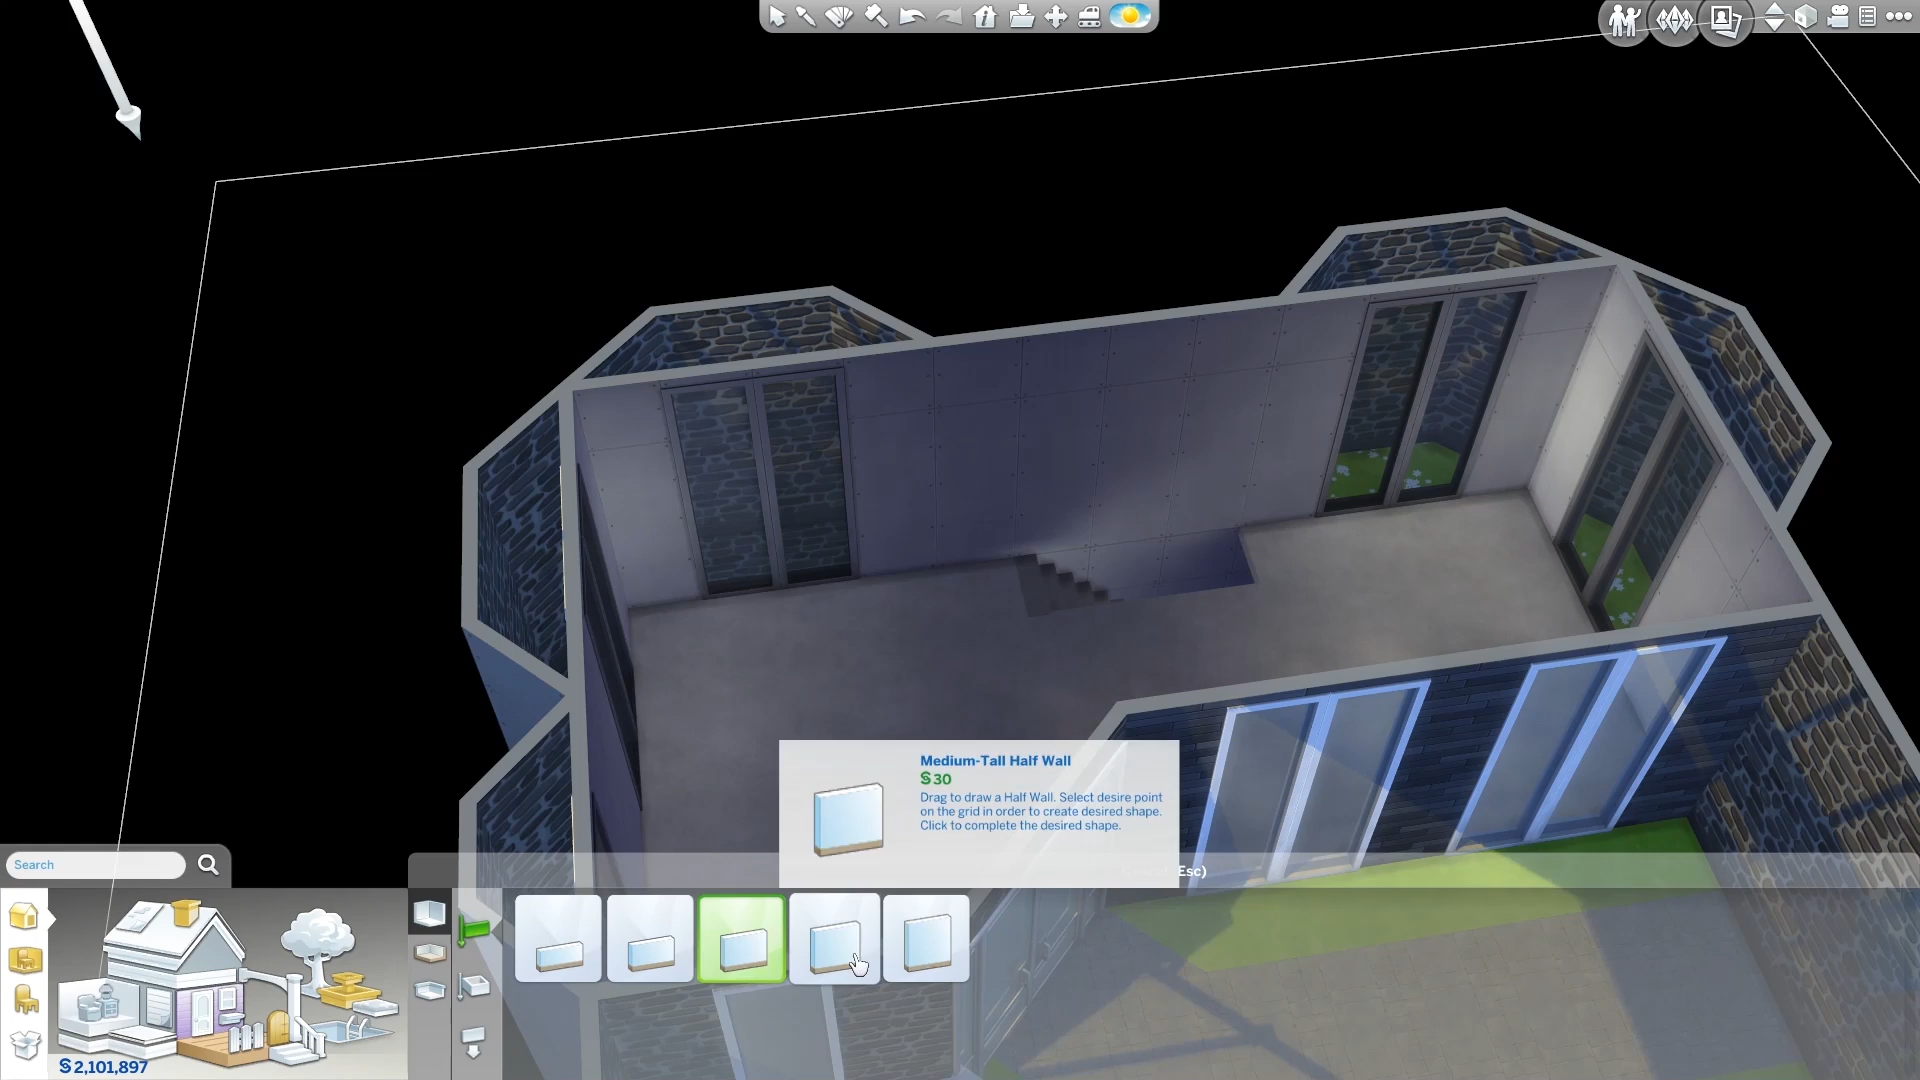 Medium-Tall Half Wall
§30
Drag to draw a Half Wall. Select desire point
on the grid in order to create desired shape.
Click to complete the desired shape.
Esc)
Search
§2,101,897